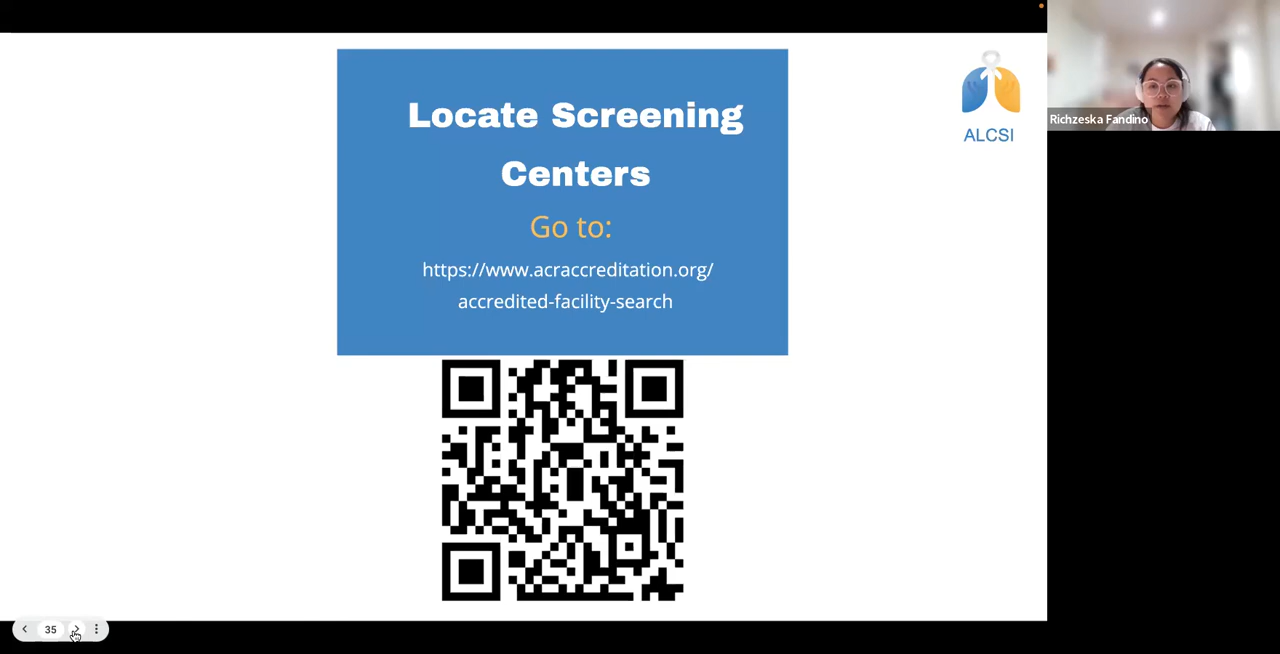 Locate Screening
Centers
Go to:
https://www.acraccreditation.org/
accredited-facility-search
ALCSI
Richzeska Fandino
35